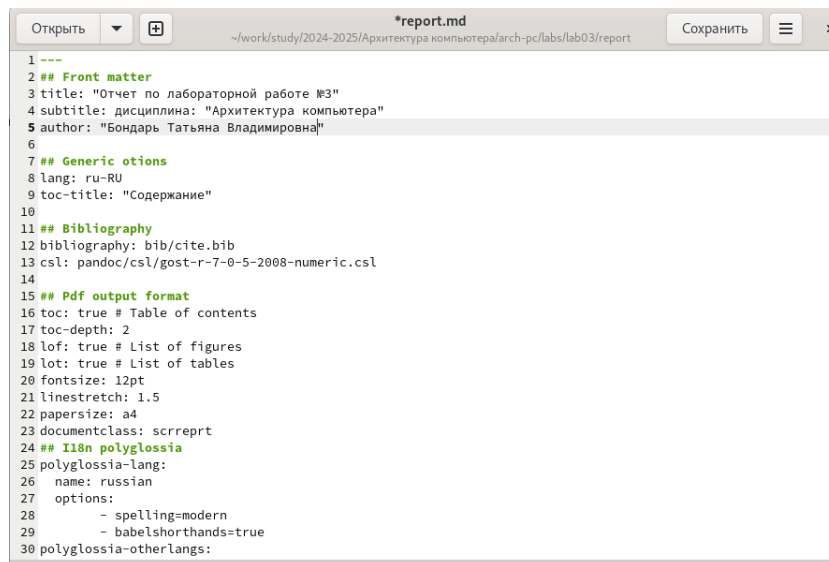 Открыть
*report.md
~/work/study/2024-2025/Архитектура компьютера/arch-pc/labs/lab03/report
Сохранить
1 ---
2 ## Front matter
3 title: "Отчет по лабораторной работе №3"
4 subtitle: дисциплина: "Архитектура компьютера"
5 author: "Бондарь Татьяна Владимировна"
6
7 ## Generic otions
8 lang: ru-RU
9 toc-title: "Содержание"
10
11 ## Bibliography
12 bibliography: bib/cite.bib
13 csl: pandoc/csl/gost-r-7-0-5-2008-numeric.csl
14
15 ## Pdf output format
16 toc: true # Table of contents
17 toc-depth: 2
18 lof: true # List of figures
19 lot: true # List of tables
20 fontsize: 12pt
21 linestretch: 1.5
22 papersize: a4
23 documentclass: scrreprt
24 ## I18n polyglossia
25 polyglossia-lang:
26   name: russian
27   options:
28         - spelling=modern
29         - babelshorthands=true
30 polyglossia-otherlangs: